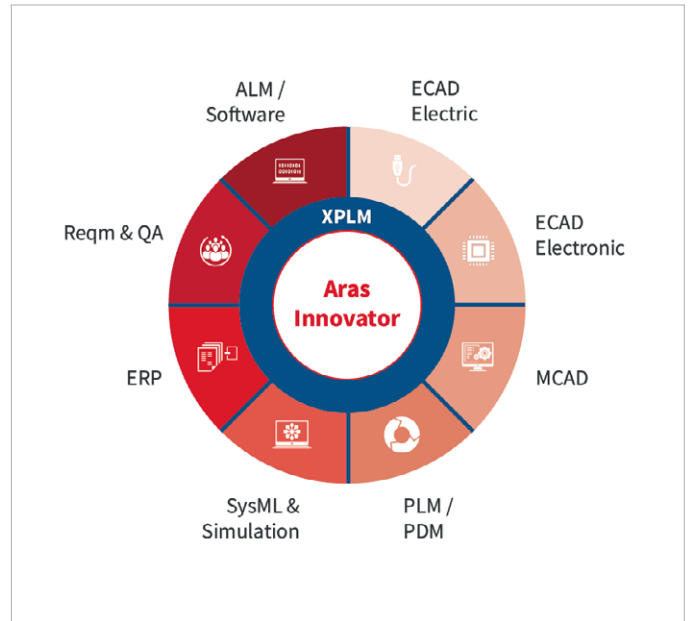 ALM /
Software
ECAD
Electric
Reqm & QA
XPLM
ECAD
Electronic
Aras
Innovator
ERP
MCAD
SysML &
Simulation
PLM /
PDM